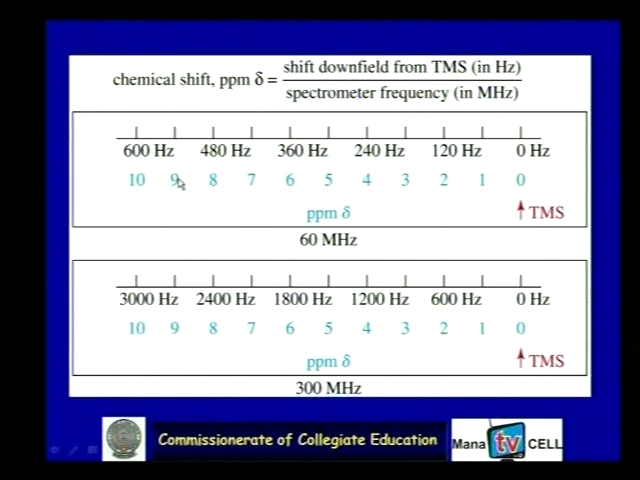 chemical shift, ppm δ = shift downfield from TMS (in Hz)
spectrometer frequency (in MHz)
600 Hz 480 Hz 360 Hz 240 Hz 120 Hz 0 Hz
10 9 8 7 6 5 4 3 2 1 0
ppm δ TMS
60 MHz
3000 Hz 2400 Hz 1800 Hz 1200 Hz 600 Hz 0 Hz
10 9 8 7 6 5 4 3 2 1 0
ppm δ TMS
300 MHz
Commissionerate of Collegiate Education
Mana tv CELL